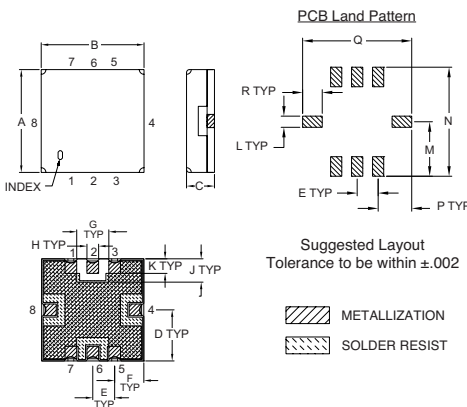 PCB Land Pattern
B
7 6 5
A
8
4
INDEX
1 2 3
C
Q
R TYP
L TYP
N
M
E TYP
P TYP
G
TYP
H TYP
1 2 3
K TYP
J TYP
J
8
4
D TYP
7 6 5
F
TYP
E
TYP
Suggested Layout
Tolerance to be within ±.002
METALLIZATION
SOLDER RESIST